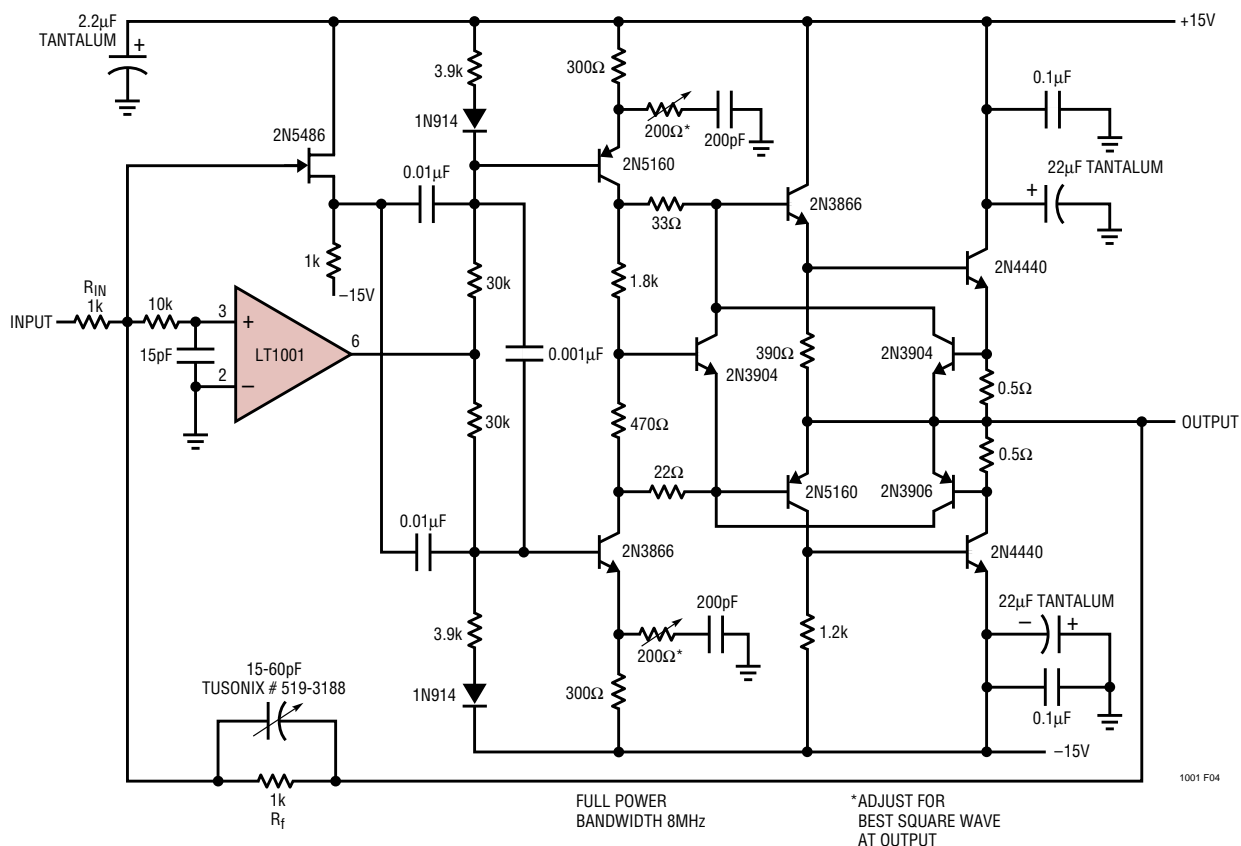 2.2µF
TANTALUM
+
+15V
3.9k
300Ω
0.1µF
1N914
200Ω*
200pF
2N5486
2N5160
22µF TANTALUM
+
0.01µF
2N3866
33Ω
1k
–15V
30k
1.8k
2N4440
RIN
1k
10k
INPUT
3
+
LT1001
6
15pF
2
–
0.001µF
2N3904
390Ω
2N3904
0.5Ω
30k
470Ω
OUTPUT
0.5Ω
22Ω
2N5160
2N3906
0.01µF
2N3866
2N4440
200pF
22µF TANTALUM
–
+
3.9k
200Ω*
1.2k
15-60pF
TUSONIX # 519-3188
1N914
300Ω
0.1µF
–15V
1k
Rf
FULL POWER
BANDWIDTH 8MHz
*ADJUST FOR
BEST SQUARE WAVE
AT OUTPUT
1001 F04